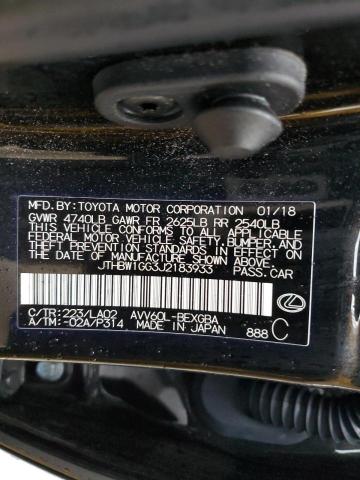 MFD.BY:TOYOTA MOTOR CORPORATION 01/18
GVWR 4740LB GAWR FR 2625LB RR 2540LB
THIS VEHICLE CONFORMS TO ALL APPLICABLE
FEDERAL MOTOR VEHICLE SAFETY, BUMPER, AND
THEFT PREVENTION STANDARDS IN EFFECT ON
THE DATE OF MANUFACTURE SHOWN ABOVE.
JTHBW1GG3J2183933 PASS.CAR
C/TR:223/LA02 AVV60L-BEXGBA
A/TM:-02A/P314 MADE IN JAPAN 888 C